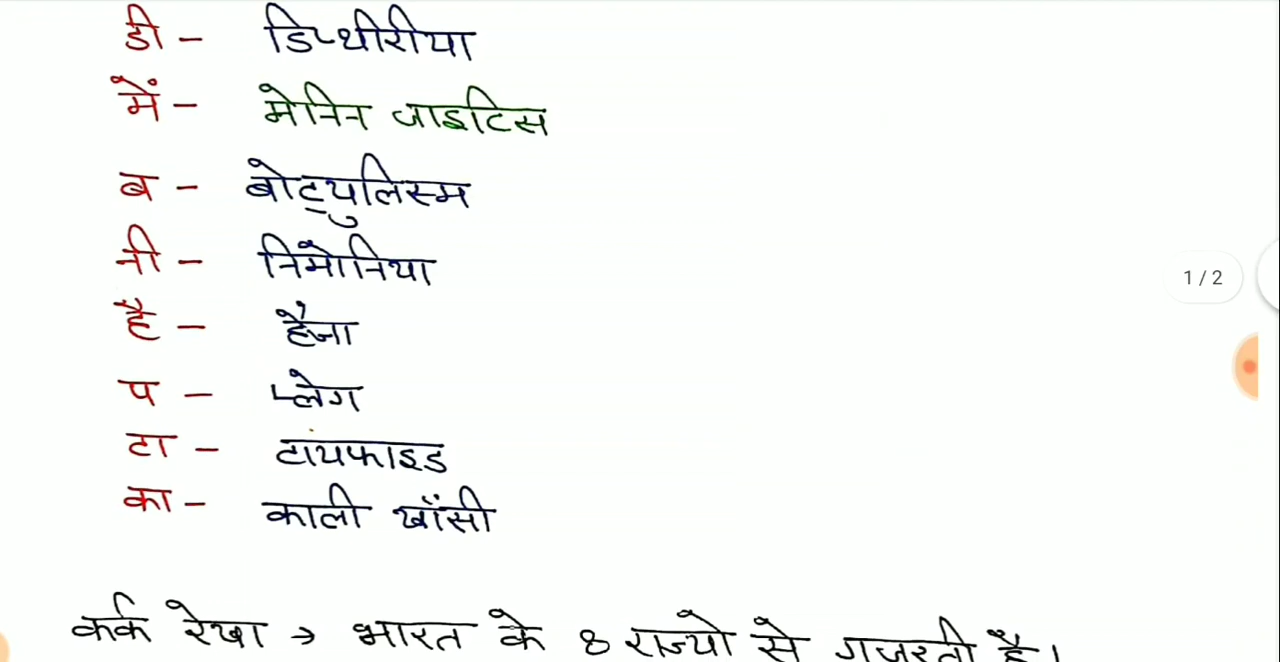 डी - डिप्थीरीया
में - मेनिन जाइटिस
ब - बोट्युलिस्म
नी - निमोनिया
है - हैजा
प - प्लेग
टा - टांयफाइड
का - काली खाँसी
1 / 2
कर्क रेखा → भारत के 8 राज्यो से गुजरती है।